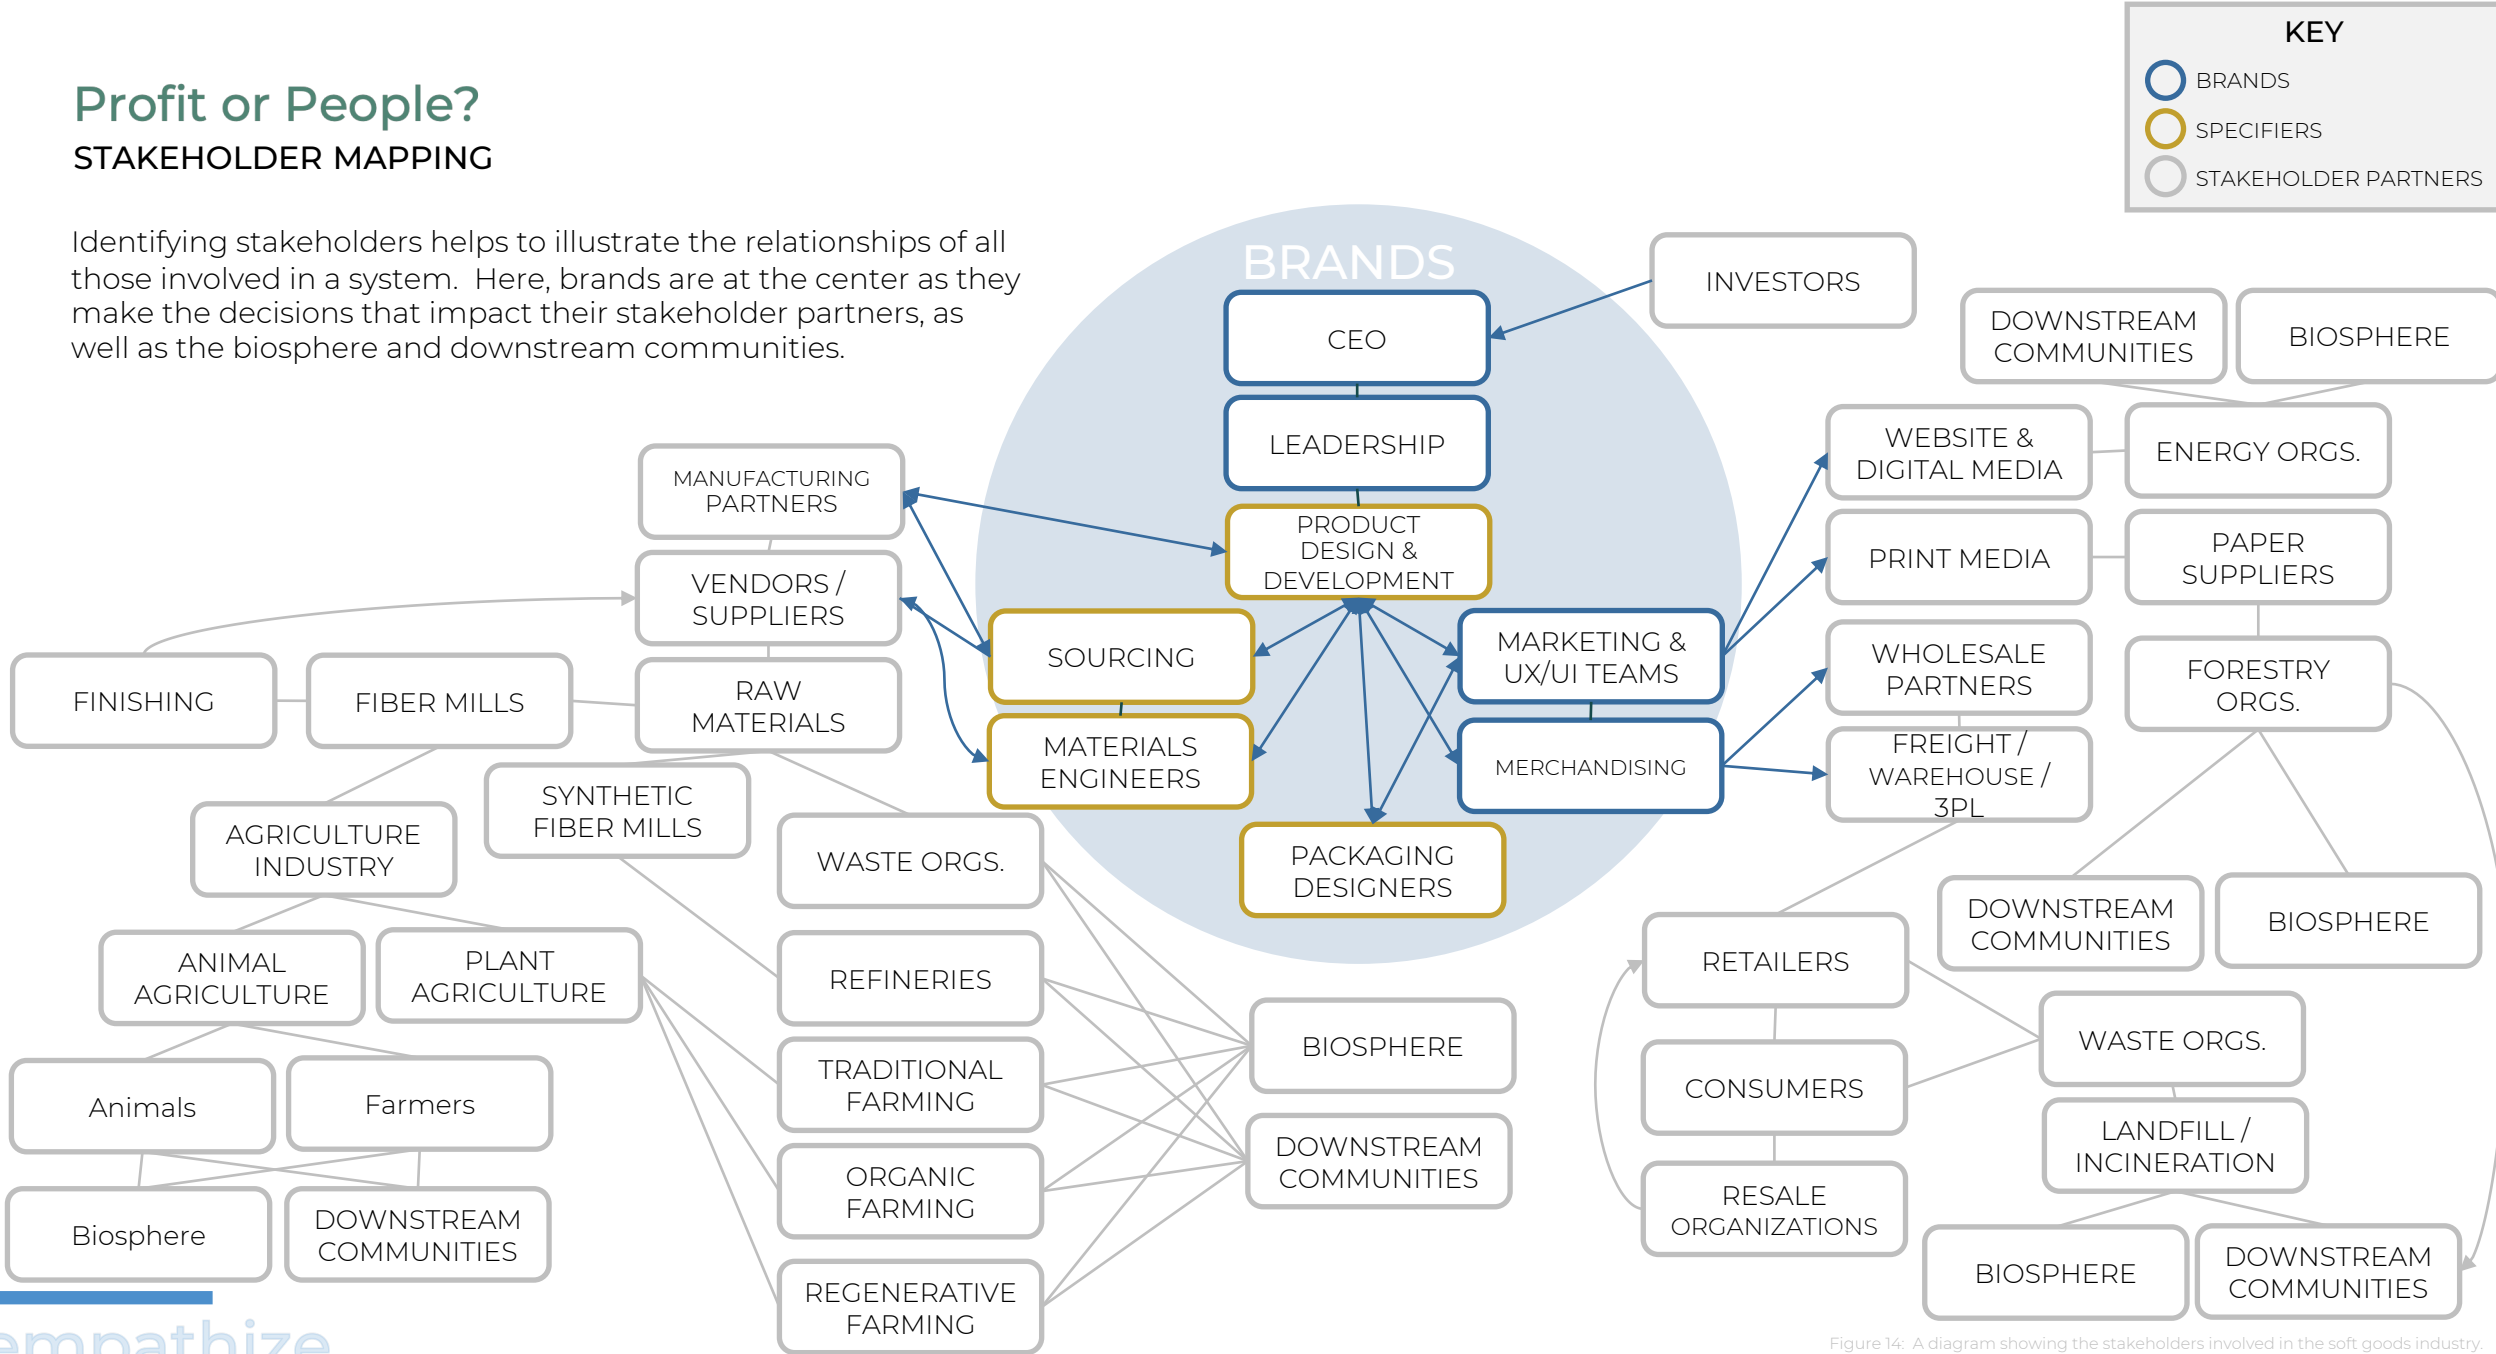 KEY
BRANDS
SPECIFIERS
STAKEHOLDER PARTNERS
Profit or People?
STAKEHOLDER MAPPING
Identifying stakeholders helps to illustrate the relationships of all
those involved in a system.  Here, brands are at the center as they
make the decisions that impact their stakeholder partners, as
well as the biosphere and downstream communities.
BRANDS
CEO
LEADERSHIP
PRODUCT
DESIGN &
DEVELOPMENT
SOURCING
MATERIALS
ENGINEERS
MARKETING &
UX/UI TEAMS
MERCHANDISING
PACKAGING
DESIGNERS
INVESTORS
DOWNSTREAM
COMMUNITIES
BIOSPHERE
WEBSITE &
DIGITAL MEDIA
ENERGY ORGS.
PRINT MEDIA
PAPER
SUPPLIERS
WHOLESALE
PARTNERS
FORESTRY
ORGS.
FREIGHT /
WAREHOUSE /
3PL
DOWNSTREAM
COMMUNITIES
BIOSPHERE
RETAILERS
CONSUMERS
RESALE
ORGANIZATIONS
WASTE ORGS.
LANDFILL /
INCINERATION
BIOSPHERE
DOWNSTREAM
COMMUNITIES
MANUFACTURING
PARTNERS
VENDORS /
SUPPLIERS
RAW
MATERIALS
FIBER MILLS
FINISHING
SYNTHETIC
FIBER MILLS
AGRICULTURE
INDUSTRY
ANIMAL
AGRICULTURE
PLANT
AGRICULTURE
Animals
Farmers
Biosphere
DOWNSTREAM
COMMUNITIES
WASTE ORGS.
REFINERIES
TRADITIONAL
FARMING
ORGANIC
FARMING
REGENERATIVE
FARMING
BIOSPHERE
DOWNSTREAM
COMMUNITIES
empathize
Figure 14:  A diagram showing the stakeholders involved in the soft goods industry.